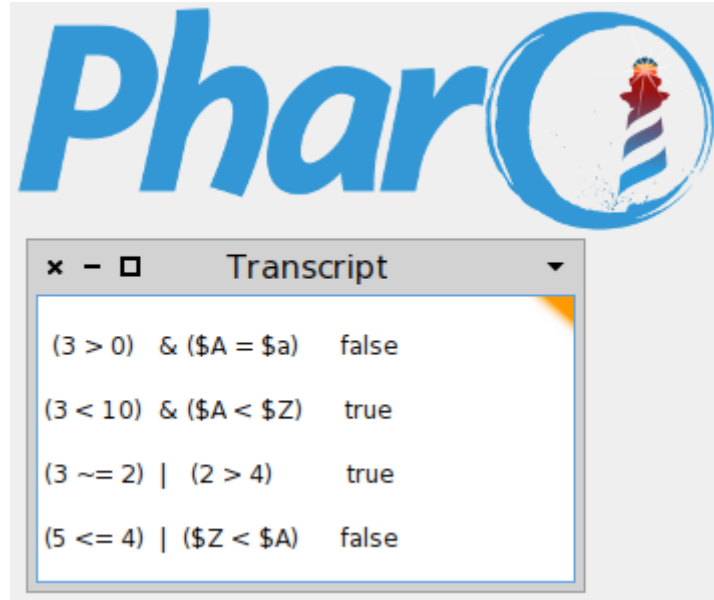 Pharo
Transcript
(3 > 0) & ($A = $a) false
(3 < 10) & ($A < $Z) true
(3 ~= 2) | (2 > 4) true
(5 <= 4) | ($Z < $A) false